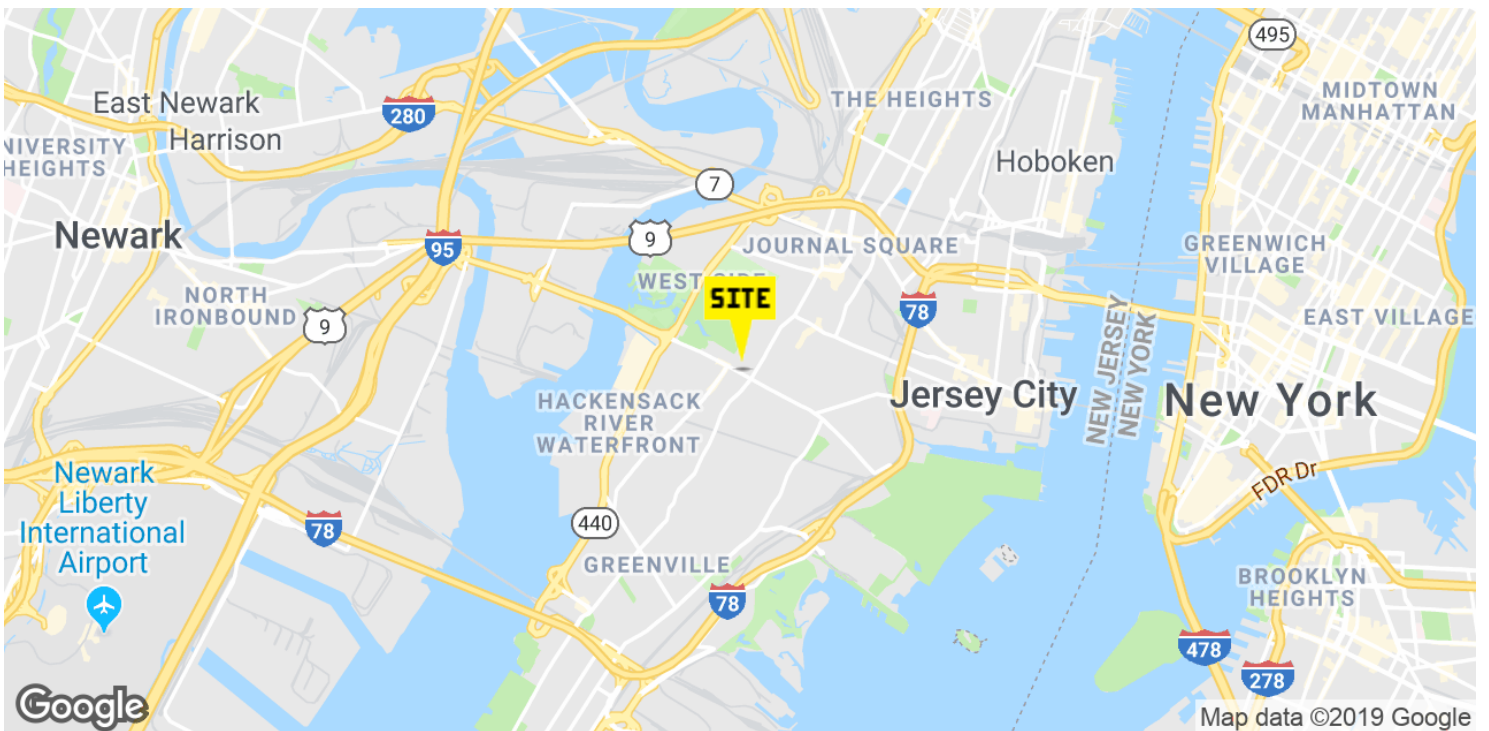 495
MIDTOWN
MANHATTAN
East Newark
280
THE HEIGHTS
Harrison
NIVERSITY
HEIGHTS
Hoboken
7
Newark
95
9
JOURNAL SQUARE
GREENWICH
VILLAGE
WEST SIDE
SITE
NORTH
IRONBOUND
9
78
EAST VILLAGE
NEW JERSEY
NEW YORK
Jersey City
New York
HACKENSACK
RIVER
WATERFRONT
Newark
Liberty
International
Airport
FDR Dr
78
440
GREENVILLE
78
BROOKLYN
HEIGHTS
478
278
Google
Map data ©2019 Google